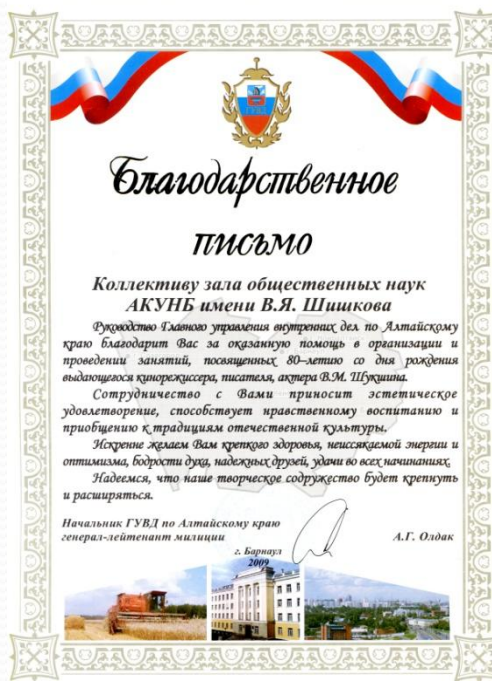 Благодарственное
письмо
Коллективу зала общественных наук
АКУНБ имени В.Я. Шишкова
Руководство Главного управления внутренних дел по Алтайскому
краю благодарит Вас за оказанную помощь в организации и
проведении занятий, посвященных 80–летию со дня рождения
выдающегося кинорежиссера, писателя, актера В.М. Шукшина.
Сотрудничество с Вами приносит эстетическое
удовлетворение, способствует нравственному воспитанию и
приобщению к традициям отечественной культуры.
Искренне желаем Вам крепкого здоровья, неиссякаемой энергии и
оптимизма, бодрости духа, надежных друзей, удачи во всех начинаниях.
Надеемся, что наше творческое содружество будет крепнуть
и расширяться.
Начальник ГУВД по Алтайскому краю
генерал-лейтенант милиции А.Г. Олдак
г. Барнаул
2009